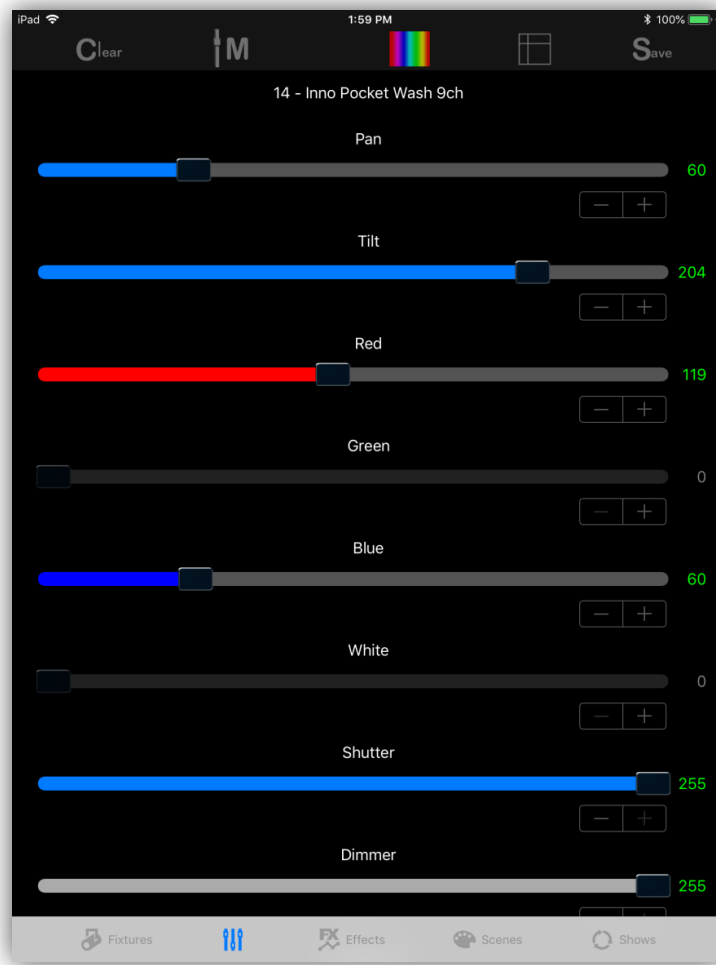 iPad 1:59 PM 100%
Clear M Save
14 - Inno Pocket Wash 9ch
Pan
60
− +
Tilt
204
− +
Red
119
− +
Green
0
− +
Blue
60
− +
White
0
− +
Shutter
255
− +
Dimmer
255
Fixtures FX Effects Scenes Shows